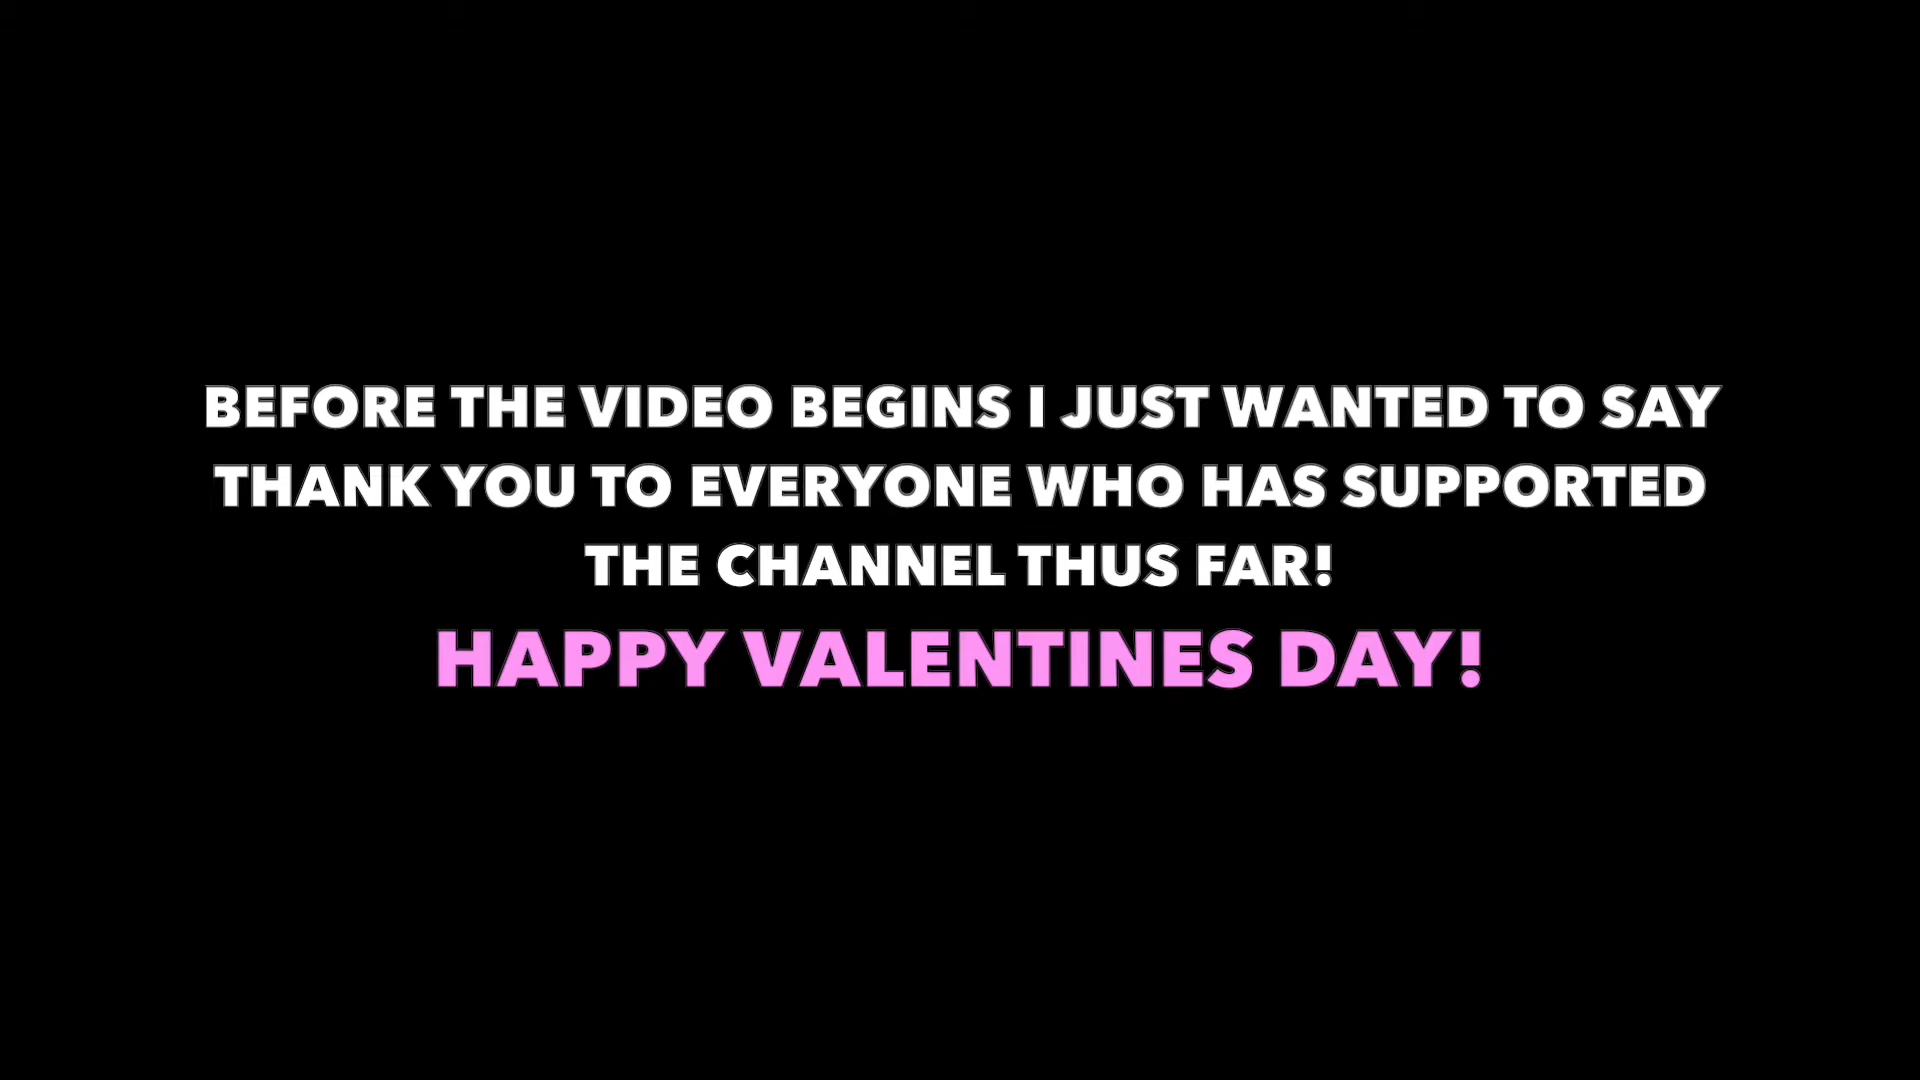 BEFORE THE VIDEO BEGINS I JUST WANTED TO SAY
THANK YOU TO EVERYONE WHO HAS SUPPORTED
THE CHANNEL THUS FAR!
HAPPY VALENTINES DAY!